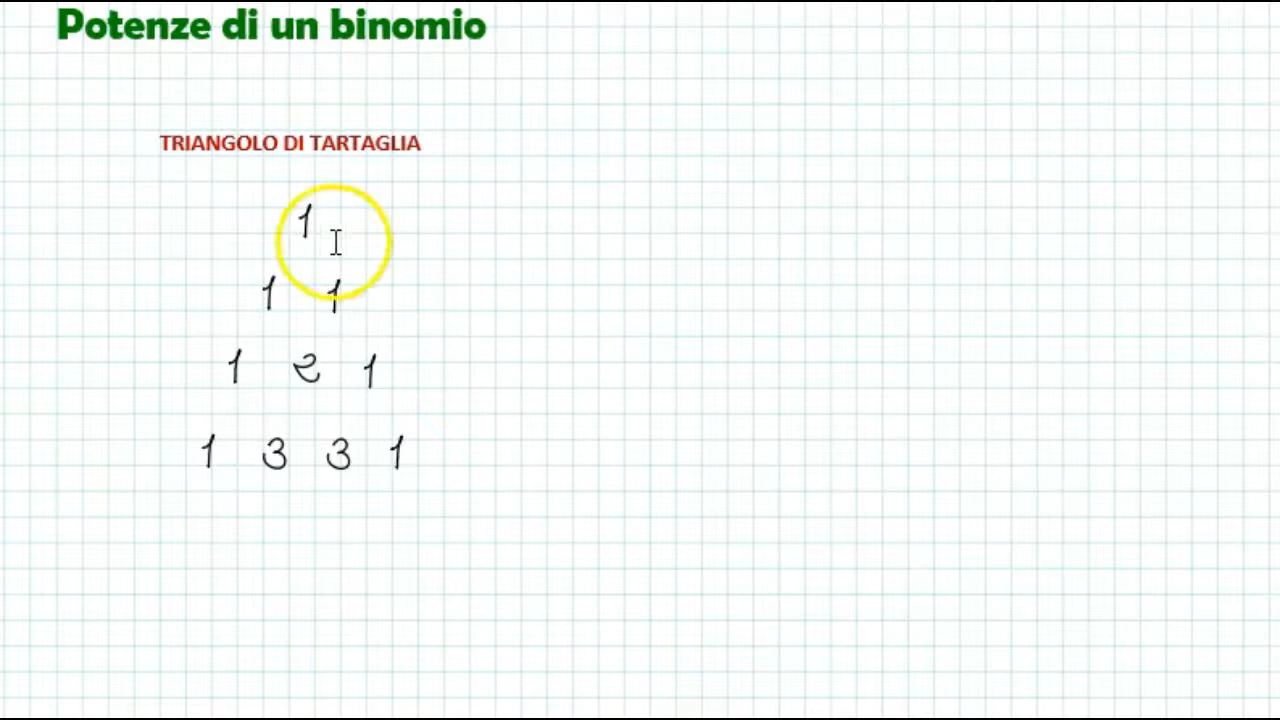 Potenze di un binomio
TRIANGOLO DI TARTAGLIA
1
1 1
1 2 1
1 3 3 1